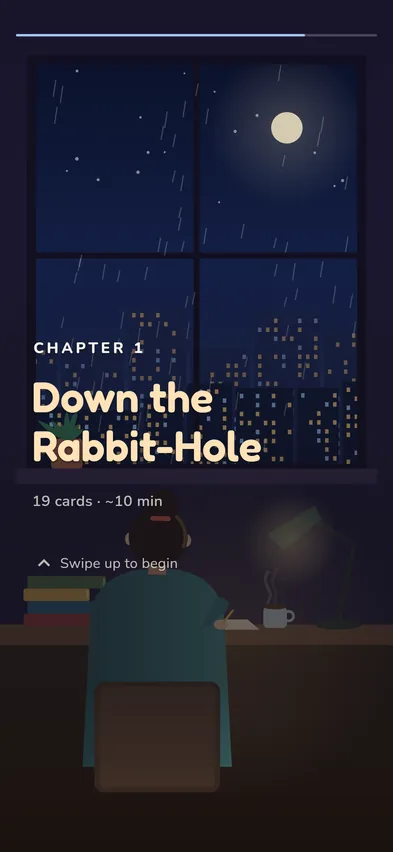 CHAPTER 1
Down the
Rabbit-Hole
19 cards · ~10 min
Swipe up to begin